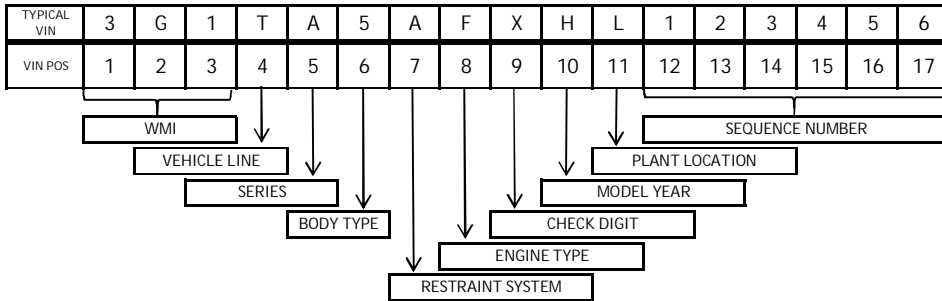 TYPICAL VIN 3 G 1 T A 5 A F X H L 1 2 3 4 5 6
VIN POS 1 2 3 4 5 6 7 8 9 10 11 12 13 14 15 16 17
WMI SEQUENCE NUMBER
VEHICLE LINE PLANT LOCATION
SERIES MODEL YEAR
BODY TYPE CHECK DIGIT
ENGINE TYPE
RESTRAINT SYSTEM